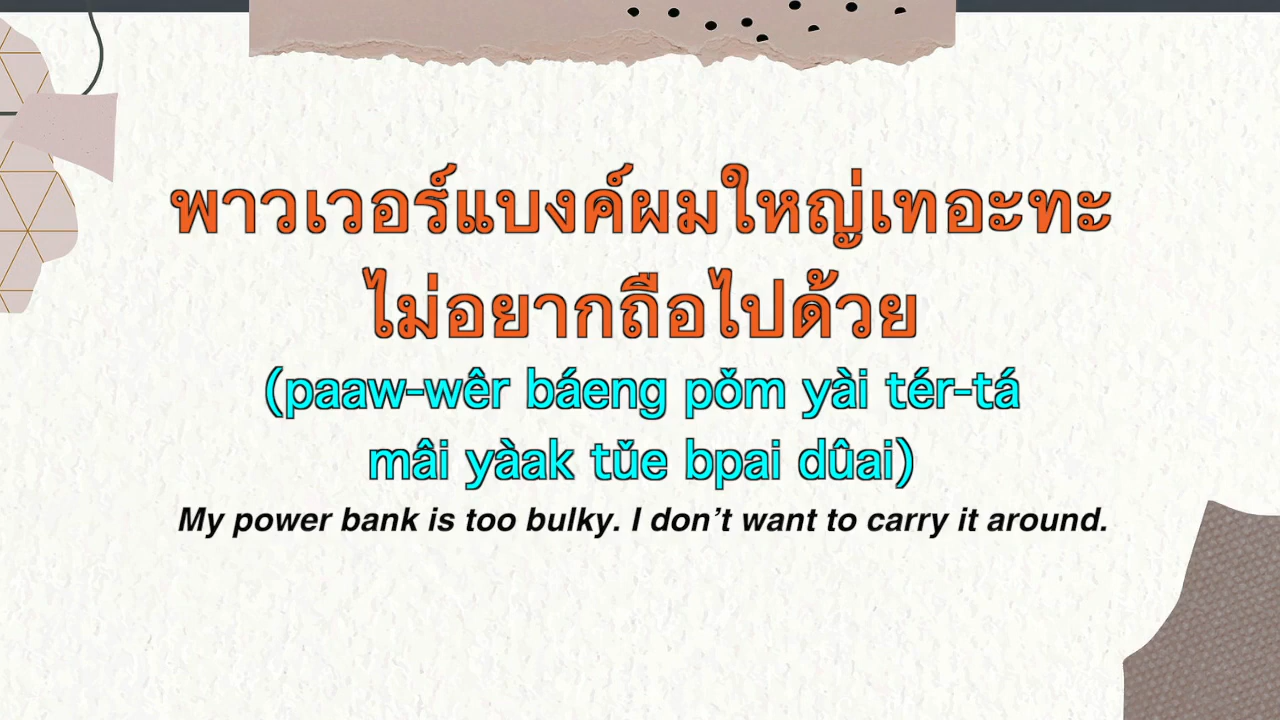 พาวเวอร์แบงค์ผมใหญ่เทอะทะ
ไม่อยากถือไปด้วย
(paaw-wêr báeng pǒm yài tér-tá
mâi yàak tǔe bpai dûai)
My power bank is too bulky. I don’t want to carry it around.